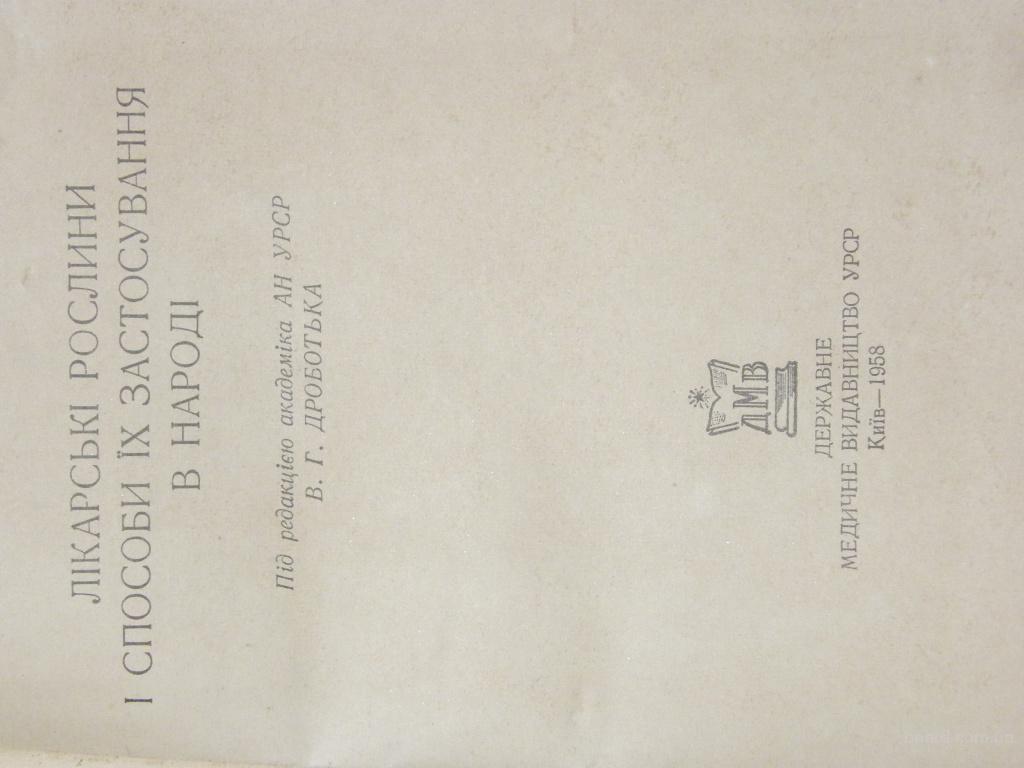 ЛІКАРСЬКІ РОСЛИНИ
І СПОСОБИ ЇХ ЗАСТОСУВАННЯ
В НАРОДІ
Під редакцією академіка АН УРСР
В. Г. ДРОБОТЬКА
ДМВ
ДЕРЖАВНЕ
МЕДИЧНЕ ВИДАВНИЦТВО УРСР
Київ—1958